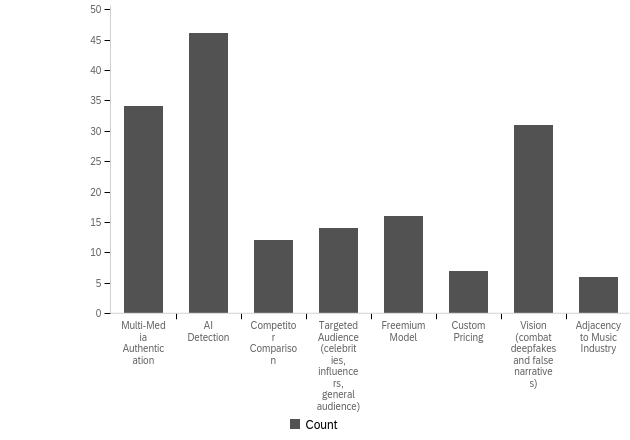 50
45
40
35
30
25
20
15
10
5
0
Multi-Med
ia
Authentic
ation
AI
Detection
Competito
r
Compariso
n
Targeted
Audience
(celebrit
ies,
influence
rs,
general
audience)
Freemium
Model
Custom
Pricing
Vision
(combat
deepfakes
and false
narrative
s)
Adjacency
to Music
Industry
Count